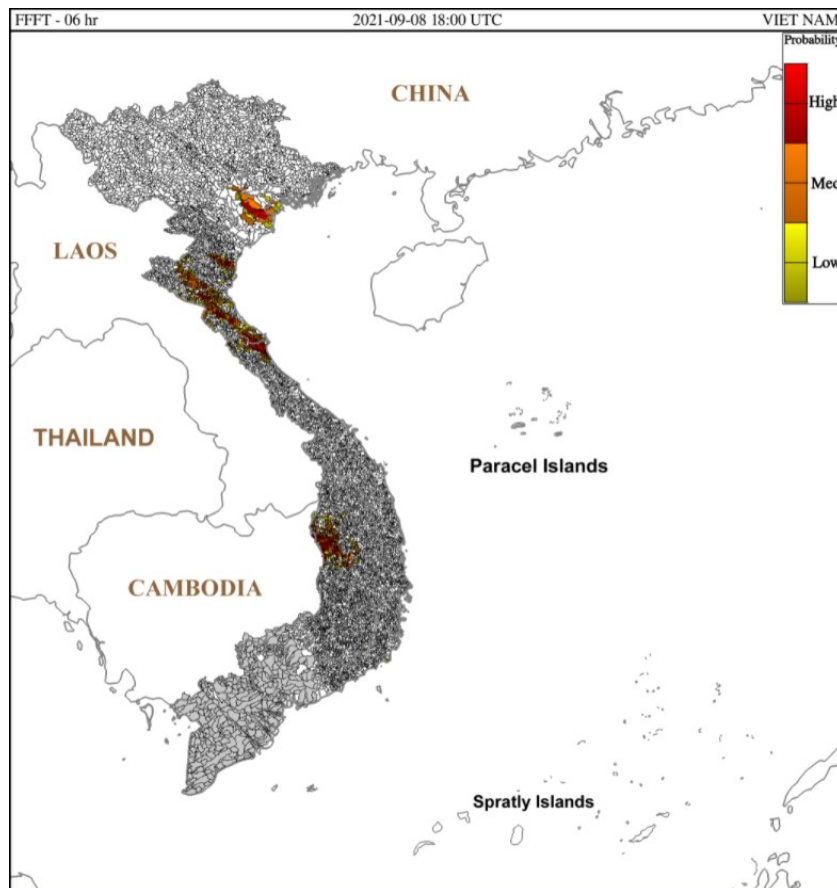 FFFT - 06 hr 2021-09-08 18:00 UTC VIET NAM
Probability
CHINA
High
Med
LAOS
Low
THAILAND
Paracel Islands
CAMBODIA
Spratly Islands